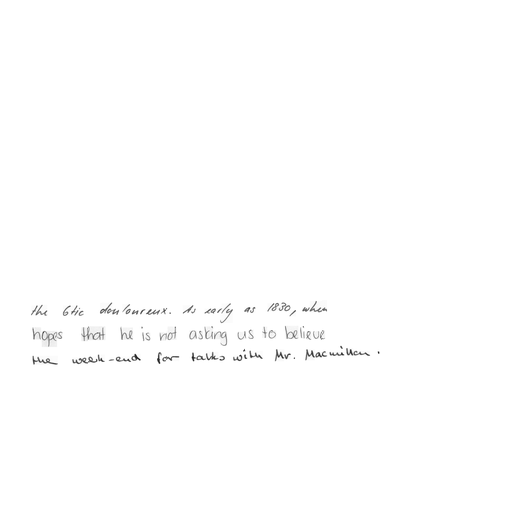 the tic douloureux. As early as 1830, when
hopes that he is not asking us to believe
the week-end for talks with Mr. Macmillan.